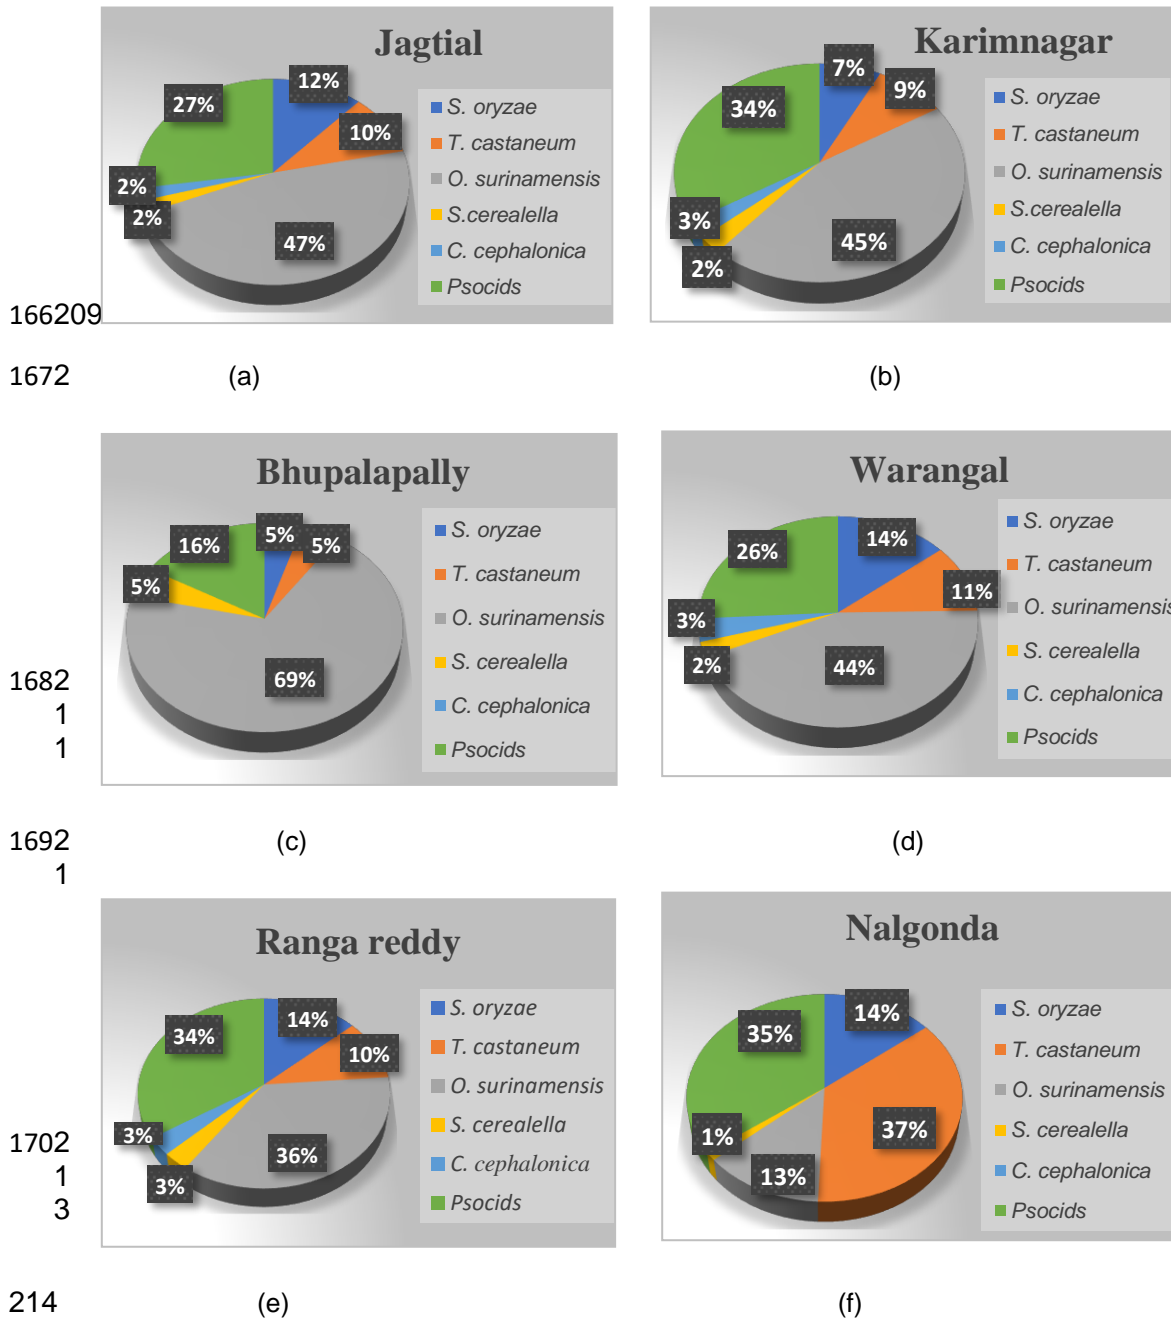 Jagtial
12%
27%
10%
2%
2%
47%
S. oryzae
T. castaneum
O. surinamensis
S.cerealella
C. cephalonica
Psocids
Karimnagar
7%
9%
34%
3%
2%
45%
S. oryzae
T. castaneum
O. surinamensis
S.cerealella
C. cephalonica
Psocids
166209
1672
(a)
(b)
Bhupalapally
5%
5%
16%
5%
69%
S. oryzae
T. castaneum
O. surinamensis
S. cerealella
C. cephalonica
Psocids
Warangal
14%
26%
11%
3%
2%
44%
S. oryzae
T. castaneum
O. surinamensis
S. cerealella
C. cephalonica
Psocids
1682
1
1
1692
1
(c)
(d)
Ranga reddy
14%
34%
10%
3%
3%
36%
S. oryzae
T. castaneum
O. surinamensis
S. cerealella
C. cephalonica
Psocids
Nalgonda
14%
35%
37%
1%
13%
S. oryzae
T. castaneum
O. surinamensis
S. cerealella
C. cephalonica
Psocids
1702
1
3
214
(e)
(f)